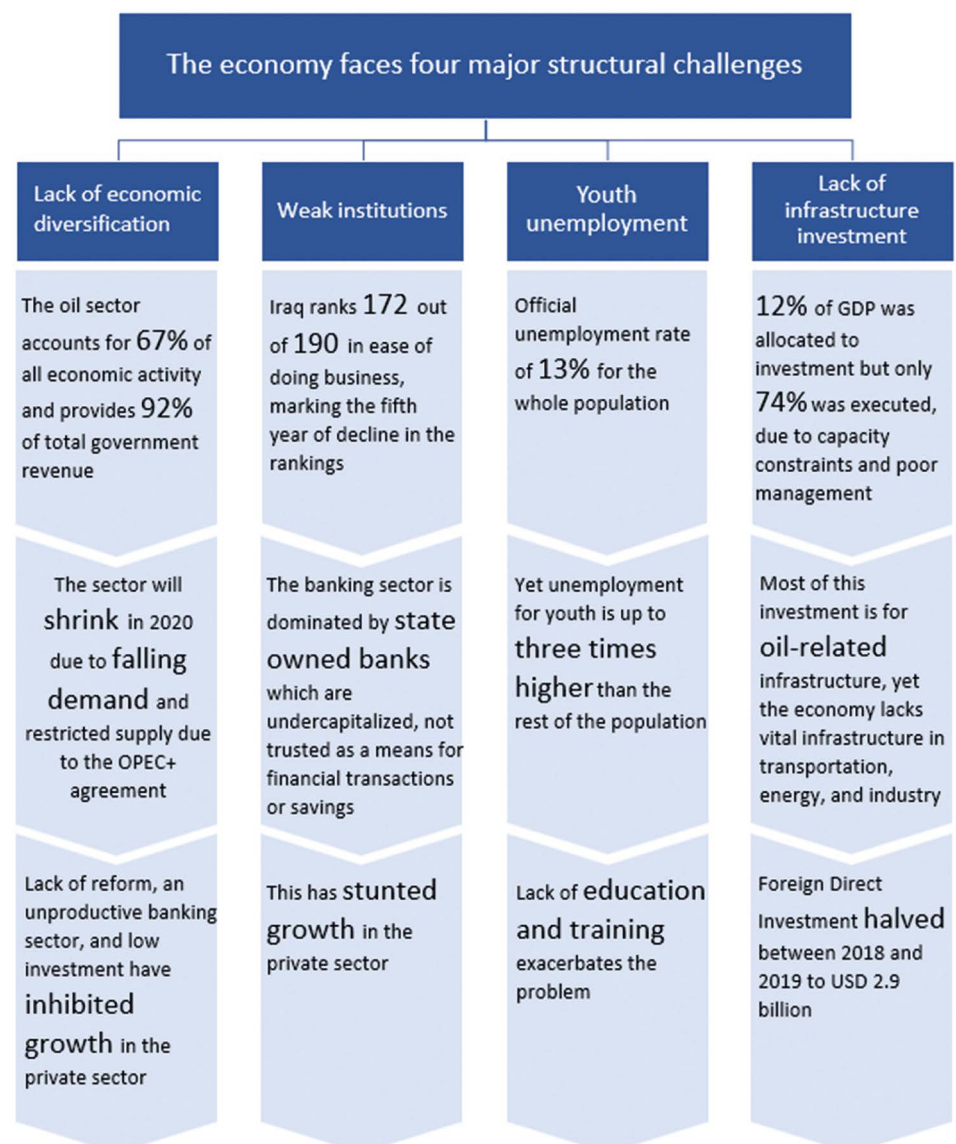 The economy faces four major structural challenges
Lack of economic
diversification
The oil sector
accounts for 67% of
all economic activity
and provides 92%
of total government
revenue
The sector will
shrink in 2020
due to falling
demand and
restricted supply due
to the OPEC+
agreement
Lack of reform, an
unproductive banking
sector, and low
investment have
inhibited
growth in the
private sector
Weak institutions
Iraq ranks 172 out
of 190 in ease of
doing business,
marking the fifth
year of decline in the
rankings
The banking sector is
dominated by state
owned banks
which are
undercapitalized, not
trusted as a means for
financial transactions
or savings
This has stunted
growth in the
private sector
Youth
unemployment
Official
unemployment rate
of 13% for the
whole population
Yet unemployment
for youth is up to
three times
higher than the
rest of the population
Lack of education
and training
exacerbates the
problem
Lack of
infrastructure
investment
12% of GDP was
allocated to
investment but only
74% was executed,
due to capacity
constraints and poor
management
Most of this
investment is for
oil-related
infrastructure, yet
the economy lacks
vital infrastructure in
transportation,
energy, and industry
Foreign Direct
Investment halved
between 2018 and
2019 to USD 2.9
billion